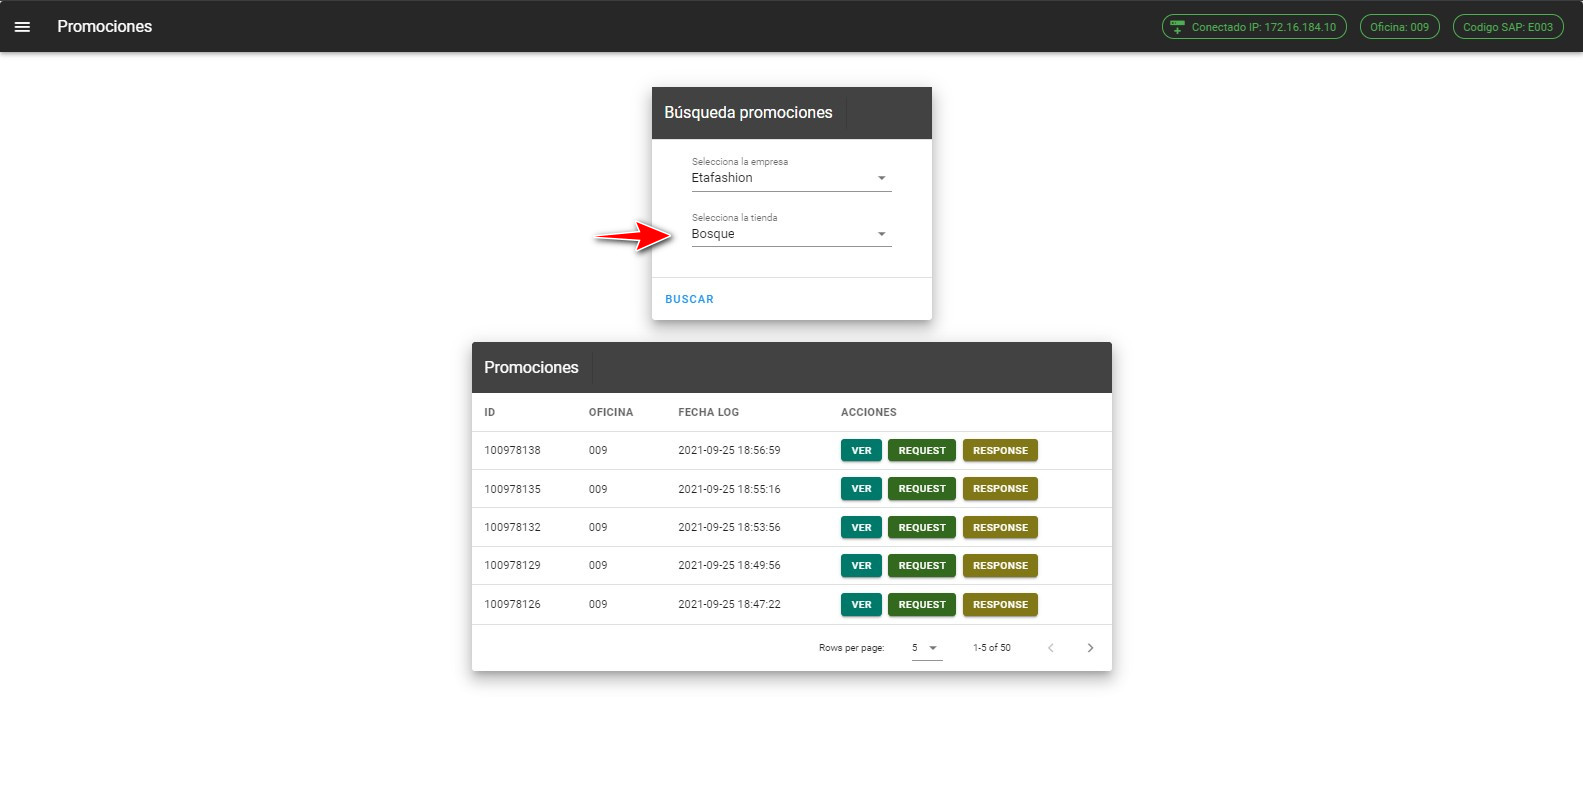 Promociones
Conectado IP: 172.16.184.10 Oficina: 009 Codigo SAP: E003
Búsqueda promociones
Selecciona la empresa
Etafashion
Selecciona la tienda
Bosque
BUSCAR
Promociones
ID OFICINA FECHA LOG ACCIONES
100978138 009 2021-09-25 18:56:59 VER REQUEST RESPONSE
100978135 009 2021-09-25 18:55:16 VER REQUEST RESPONSE
100978132 009 2021-09-25 18:53:56 VER REQUEST RESPONSE
100978129 009 2021-09-25 18:49:56 VER REQUEST RESPONSE
100978126 009 2021-09-25 18:47:22 VER REQUEST RESPONSE
Rows per page: 5 1-5 of 50